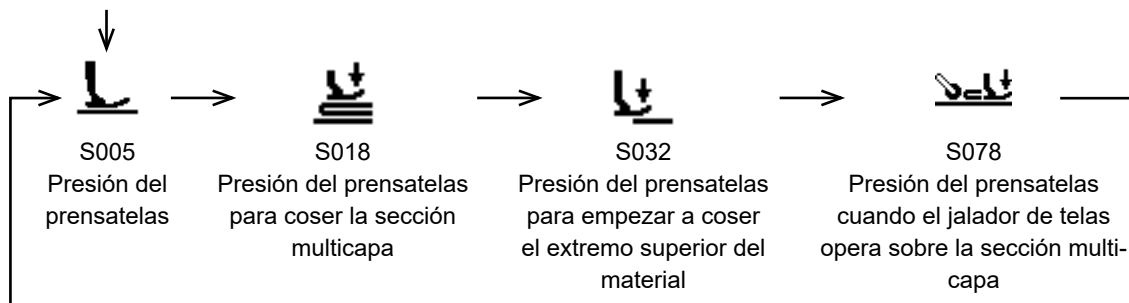 S005
Presión del
prensatelas
S018
Presión del prensatelas
para coser la sección
multicapa
S032
Presión del prensatelas
para empezar a coser
el extremo superior del
material
S078
Presión del prensatelas
cuando el jalador de telas
opera sobre la sección multi-
capa